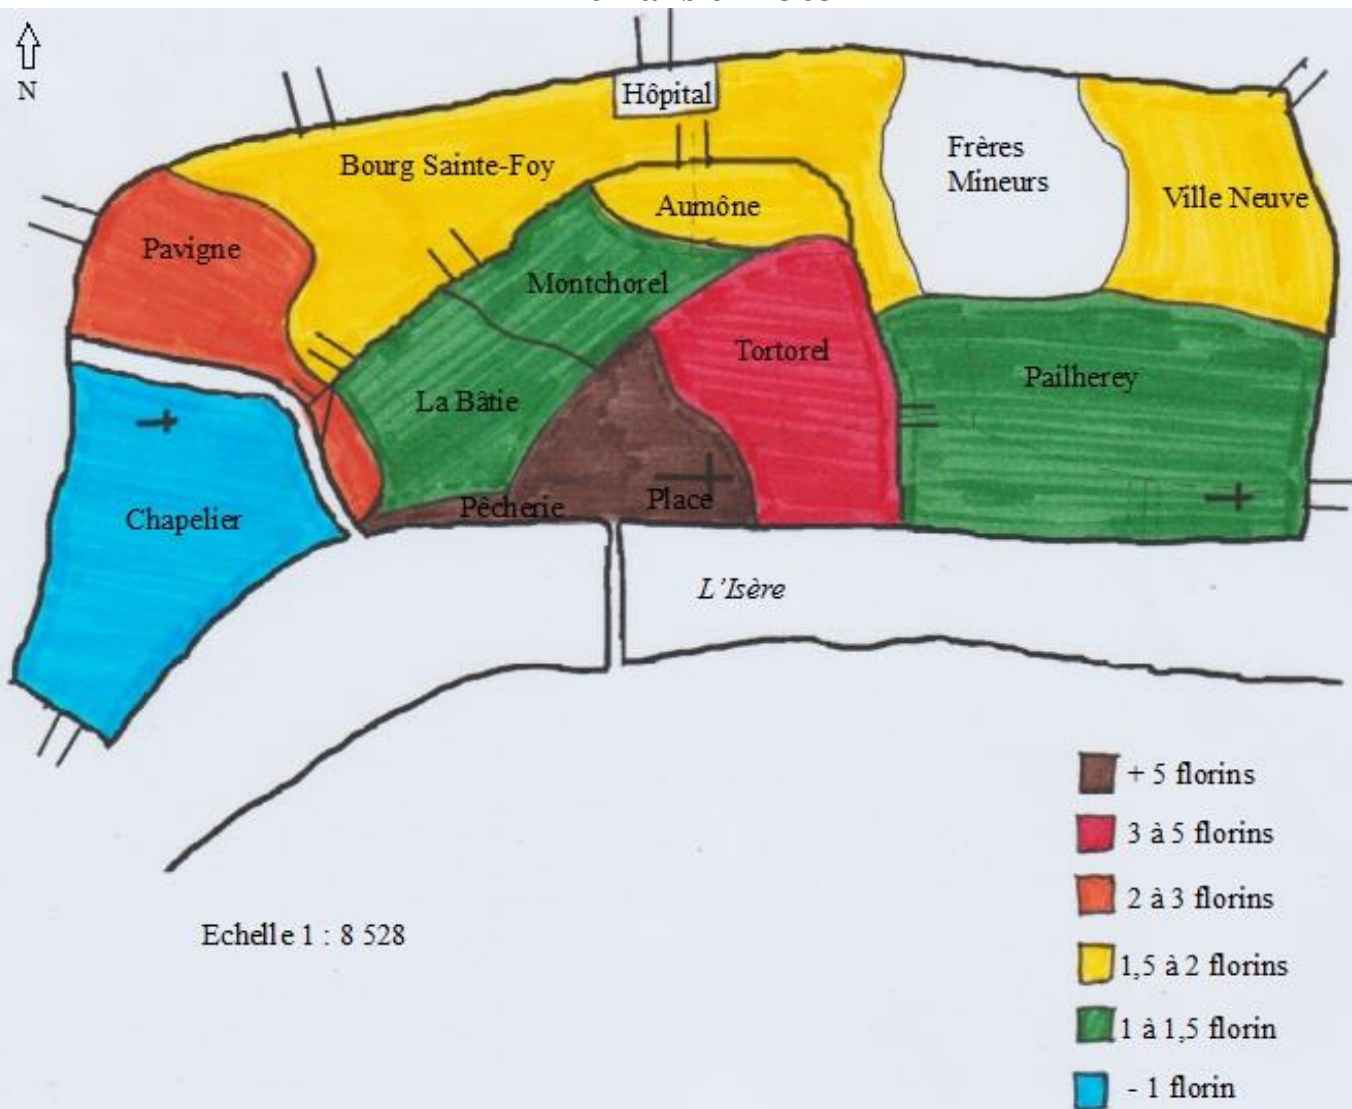 N
Hôpital
Bourg Sainte-Foy
Frères
Mineurs
Ville Neuve
Aumône
Pavigne
Montchorel
Tortorel
Pailherey
La Bâtie
Chapelier
Pêcherie
Place
L'Isère
+ 5 florins
3 à 5 florins
2 à 3 florins
1,5 à 2 florins
1 à 1,5 florin
- 1 florin
Echelle 1 : 8 528